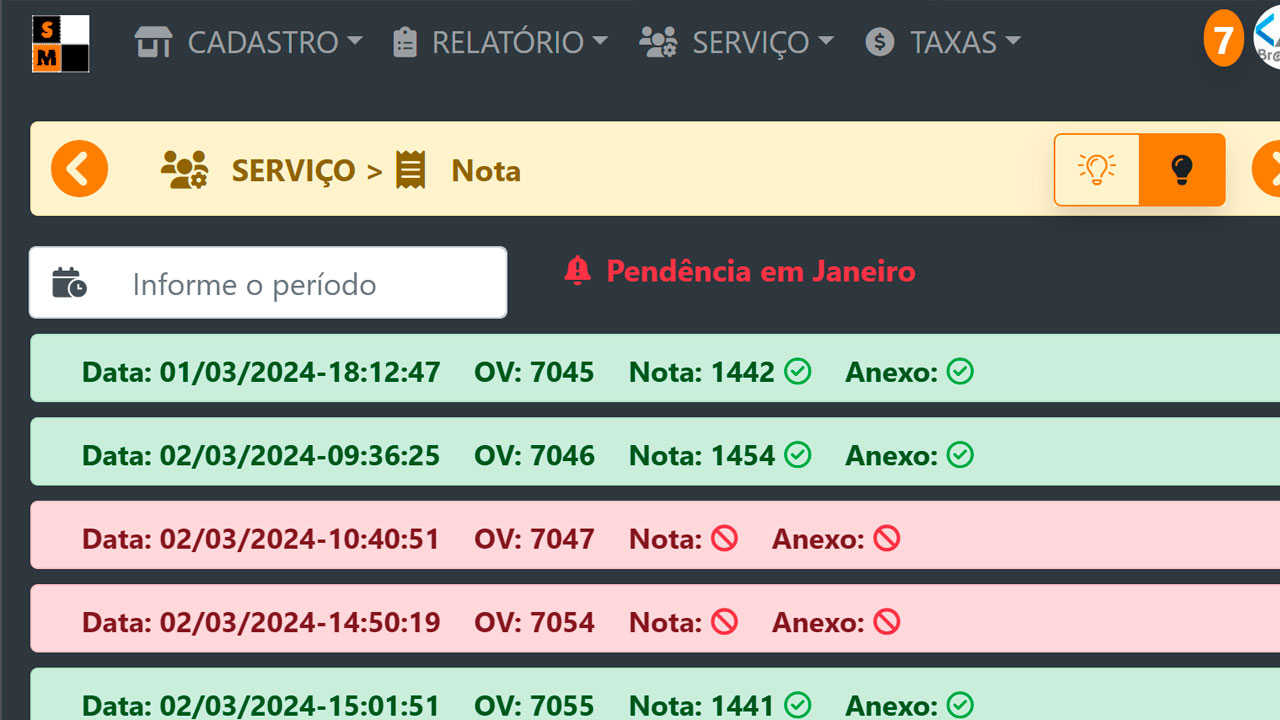 S
M
CADASTRO RELATÓRIO SERVIÇO $ TAXAS 7
SERVIÇO > Nota
Informe o período
Pendência em Janeiro
Data: 01/03/2024-18:12:47 OV: 7045 Nota: 1442 Anexo:
Data: 02/03/2024-09:36:25 OV: 7046 Nota: 1454 Anexo:
Data: 02/03/2024-10:40:51 OV: 7047 Nota: Anexo:
Data: 02/03/2024-14:50:19 OV: 7054 Nota: Anexo:
Data: 02/03/2024-15:01:51 OV: 7055 Nota: 1441 Anexo: